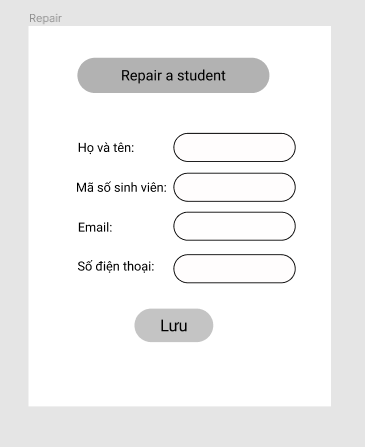 Repair
Repair a student
Họ và tên:
Mã số sinh viên:
Email:
Số điện thoại:
Lưu